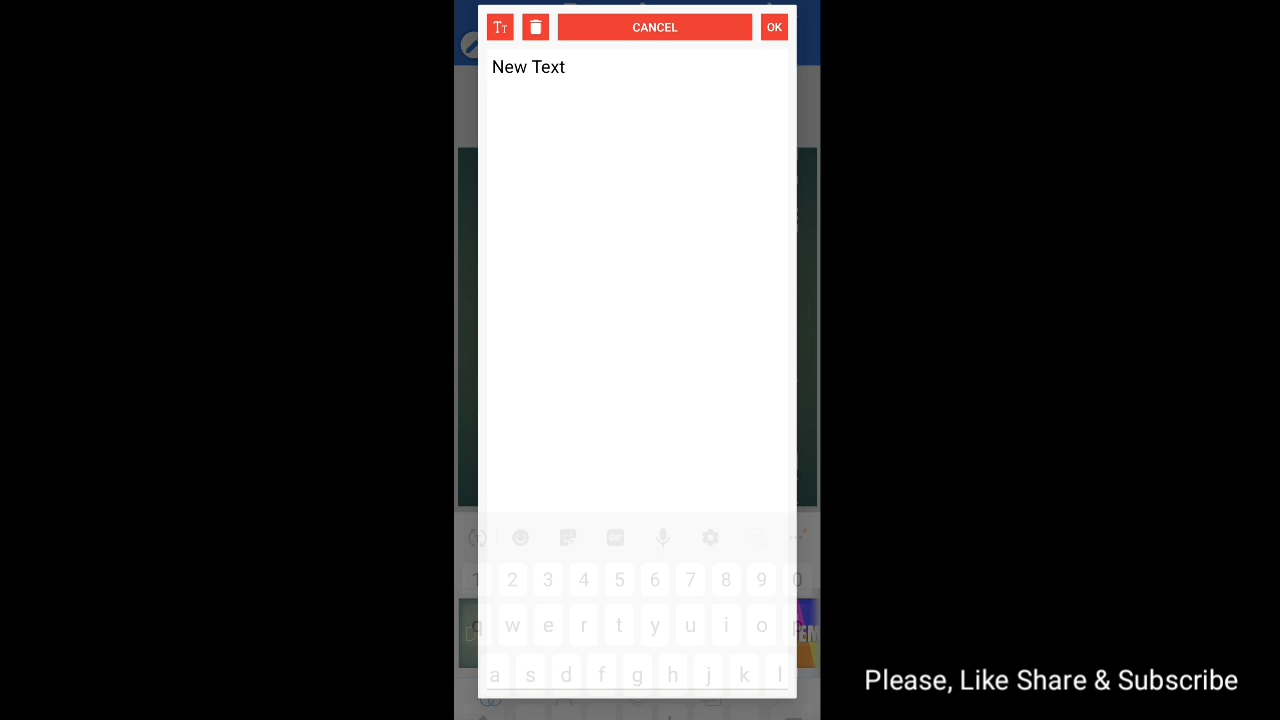 Tт CANCEL OK
New Text
GIF
1 2 3 4 5 6 7 8 9 0
q w e r t y u i o p
a s d f g h j k l
Please, Like Share & Subscribe